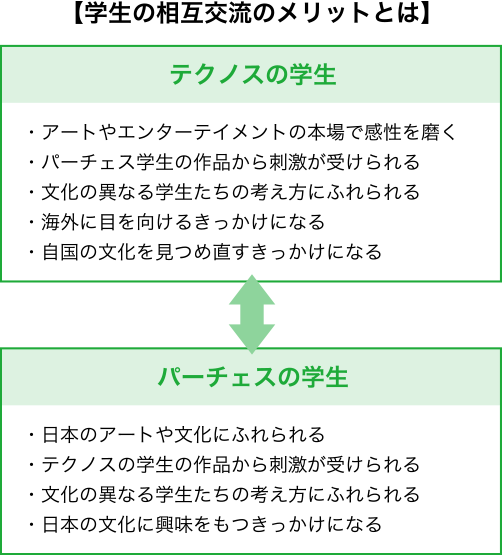 【学生の相互交流のメリットとは】
テクノスの学生
・アートやエンターテイメントの本場で感性を磨く
・パーチェス学生の作品から刺激が受けられる
・文化の異なる学生たちの考え方にふれられる
・海外に目を向けるきっかけになる
・自国の文化を見つめ直すきっかけになる
パーチェスの学生
・日本のアートや文化にふれられる
・テクノスの学生の作品から刺激が受けられる
・文化の異なる学生たちの考え方にふれられる
・日本の文化に興味をもつきっかけになる